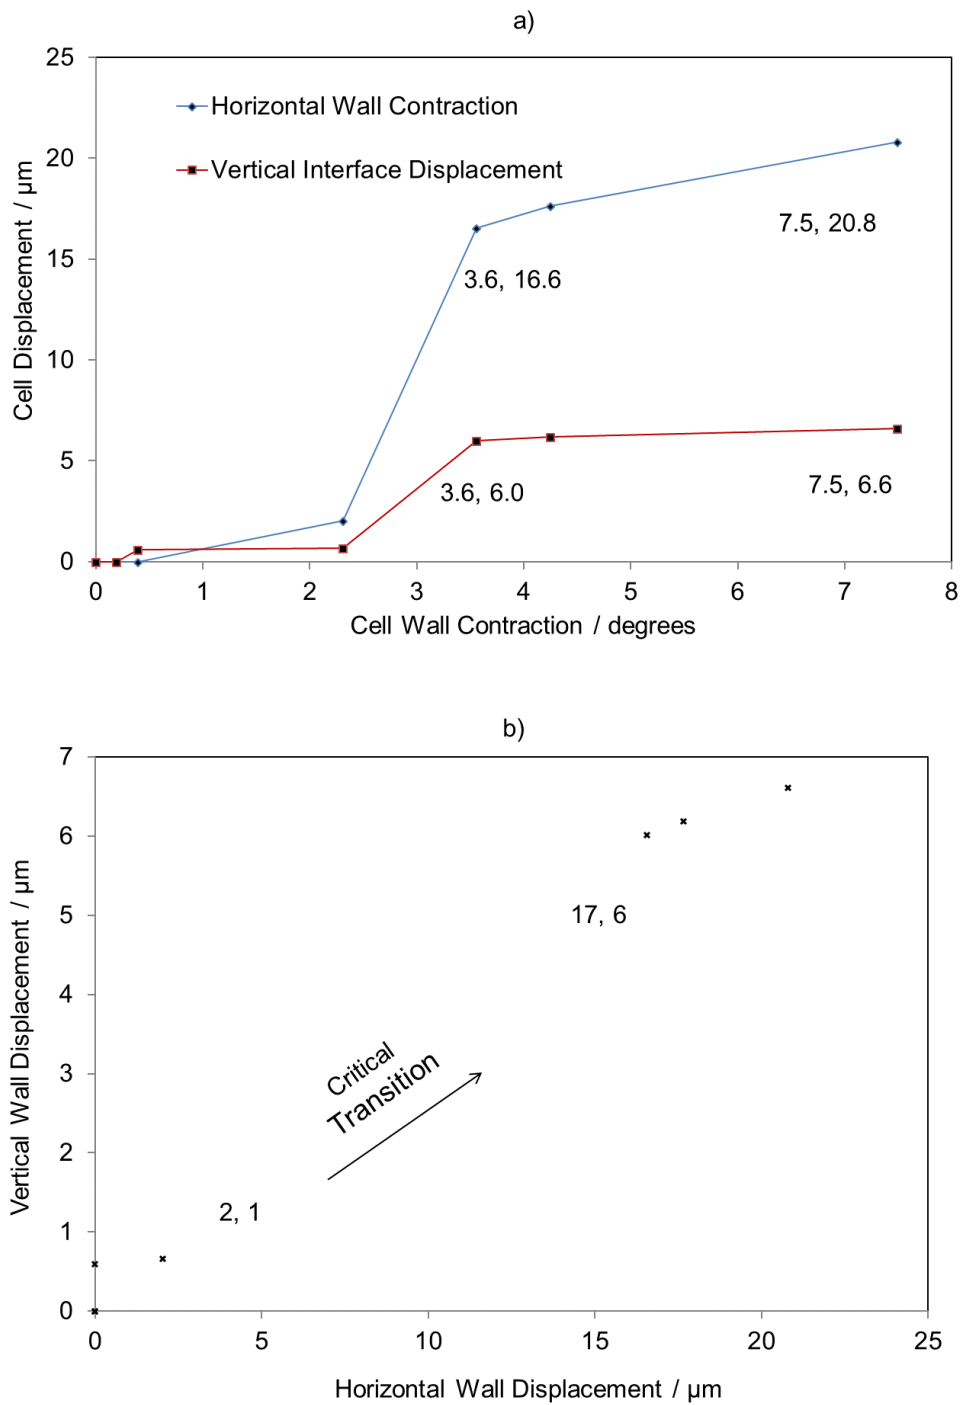 a)
25
Horizontal Wall Contraction
20
Vertical Interface Displacement
7.5, 20.8
15
3.6, 16.6
Cell Displacement / µm
10
5
3.6, 6.0
7.5, 6.6
0
0 1 2 3 4 5 6 7 8
Cell Wall Contraction / degrees
b)
7
6
17, 6
5
4
Vertical Wall Displacement / µm
3
Critical
Transition
2
2, 1
1
0
0 5 10 15 20 25
Horizontal Wall Displacement / µm